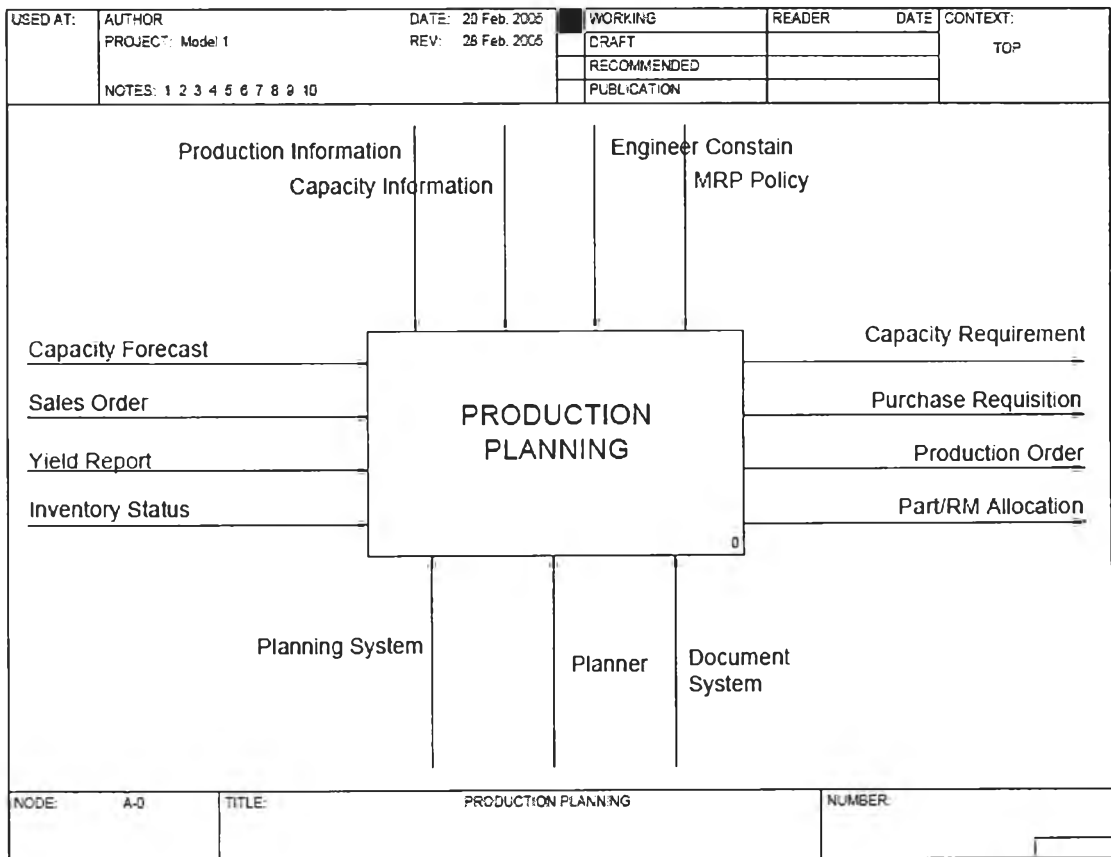 USED AT:
AUTHOR
DATE: 20 Feb. 2005
WORKING
READER
DATE
CONTEXT:
PROJECT: Model 1
REV: 28 Feb. 2005
DRAFT
TOP
RECOMMENDED
NOTES: 1 2 3 4 5 6 7 8 9 10
PUBLICATION
Production Information
Engineer Constain
Capacity Information
MRP Policy
Capacity Forecast
Capacity Requirement
Sales Order
Purchase Requisition
PRODUCTION
PLANNING
Yield Report
Production Order
Inventory Status
Part/RM Allocation
0
Planning System
Planner
Document
System
NODE: A-0
TITLE: PRODUCTION PLANNING
NUMBER: